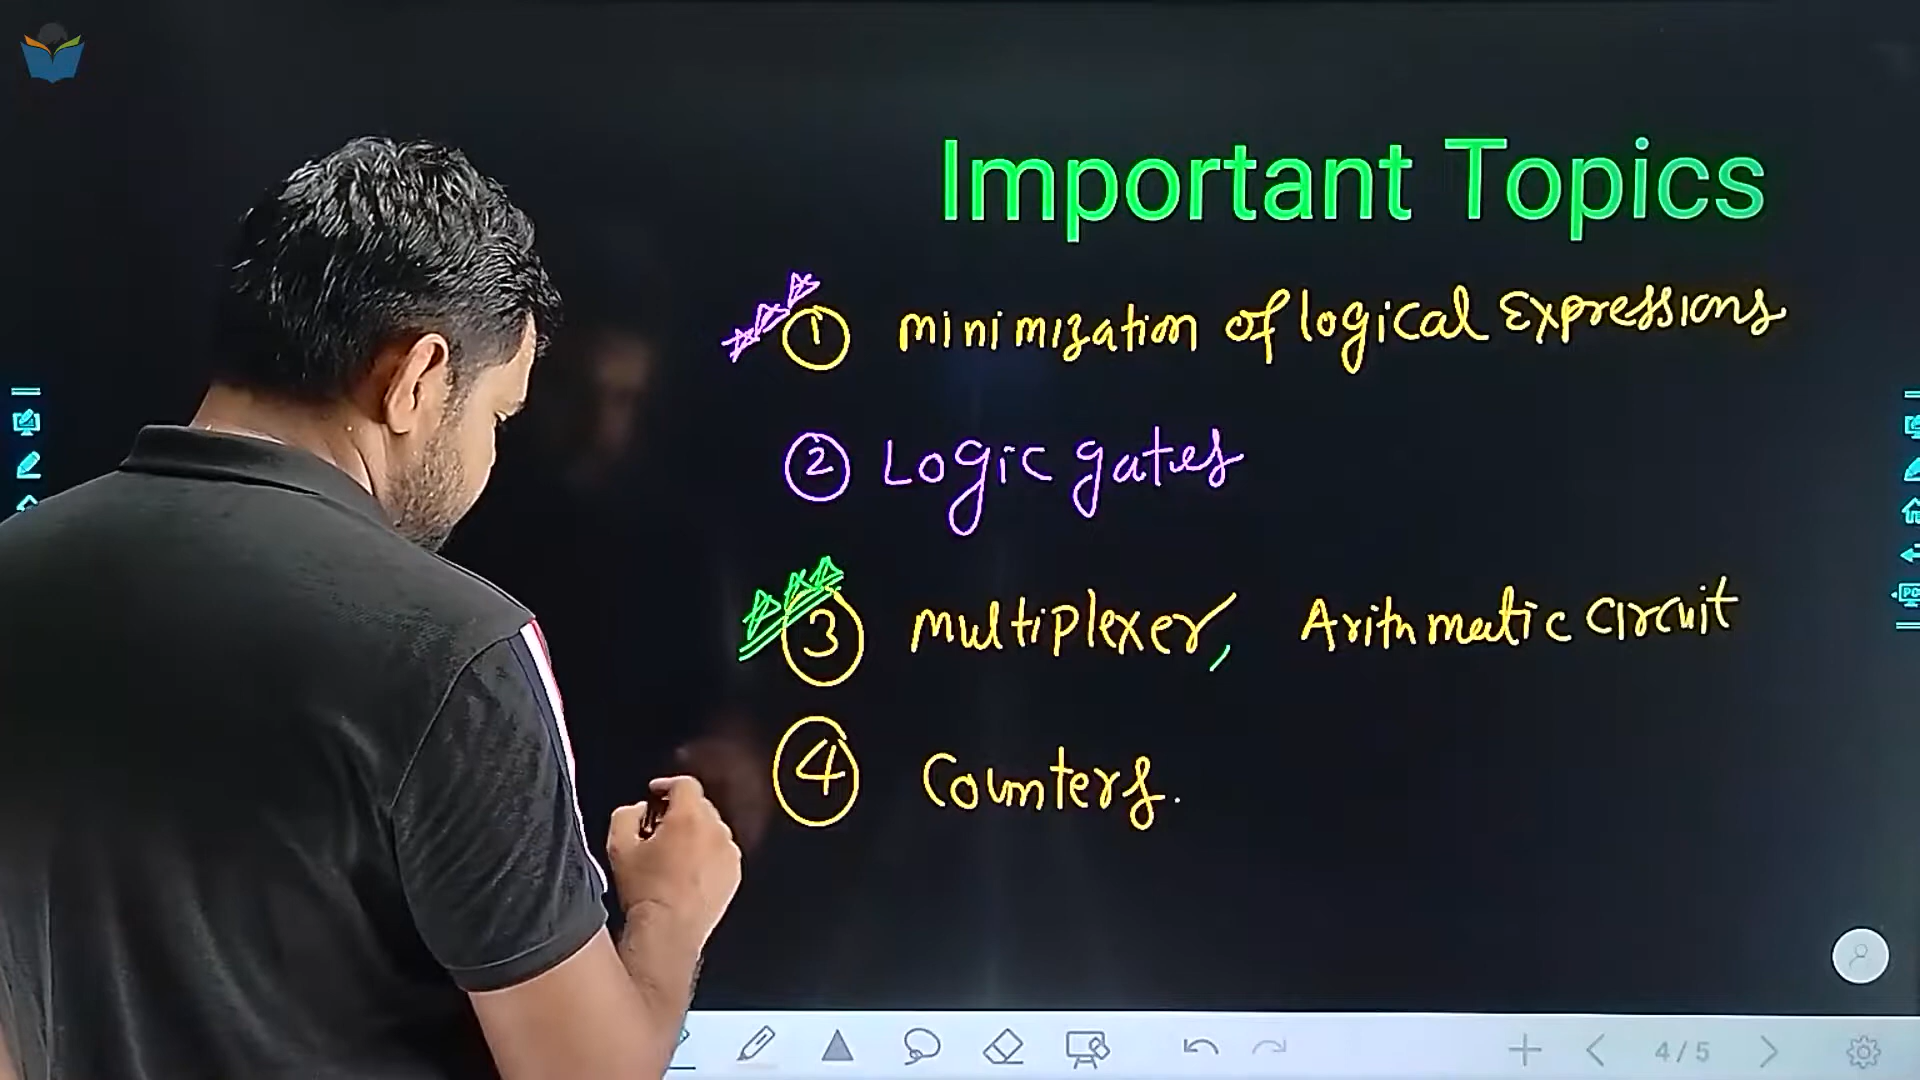 Important Topics
① minimization of logical Expressions
② Logic gates
③ multiplexer, Arithmatic circuit
④ Counters.
4/5